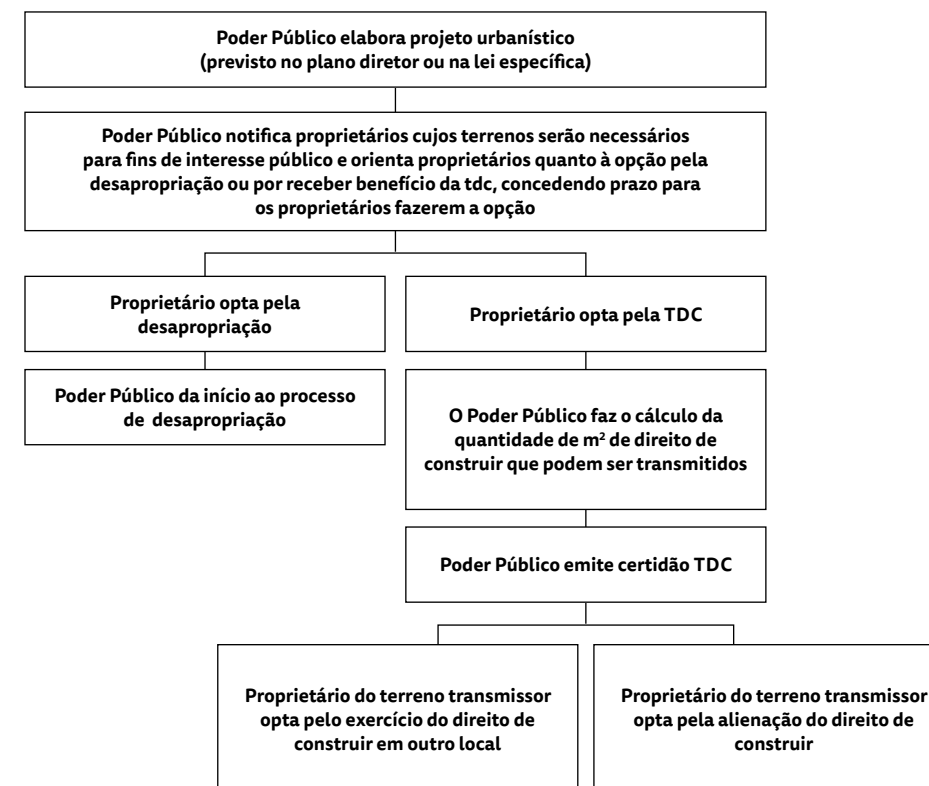 Poder Público elabora projeto urbanístico
(previsto no plano diretor ou na lei específica)
Poder Público notifica proprietários cujos terrenos serão necessários
para fins de interesse público e orienta proprietários quanto à opção pela
desapropriação ou por receber benefício da tdc, concedendo prazo para
os proprietários fazerem a opção
Proprietário opta pela
desapropriação
Proprietário opta pela TDC
Poder Público da início ao processo
de desapropriação
O Poder Público faz o cálculo da
quantidade de m² de direito de
construir que podem ser transmitidos
Poder Público emite certidão TDC
Proprietário do terreno transmissor
opta pelo exercício do direito de
construir em outro local
Proprietário do terreno transmissor
opta pela alienação do direito de
construir